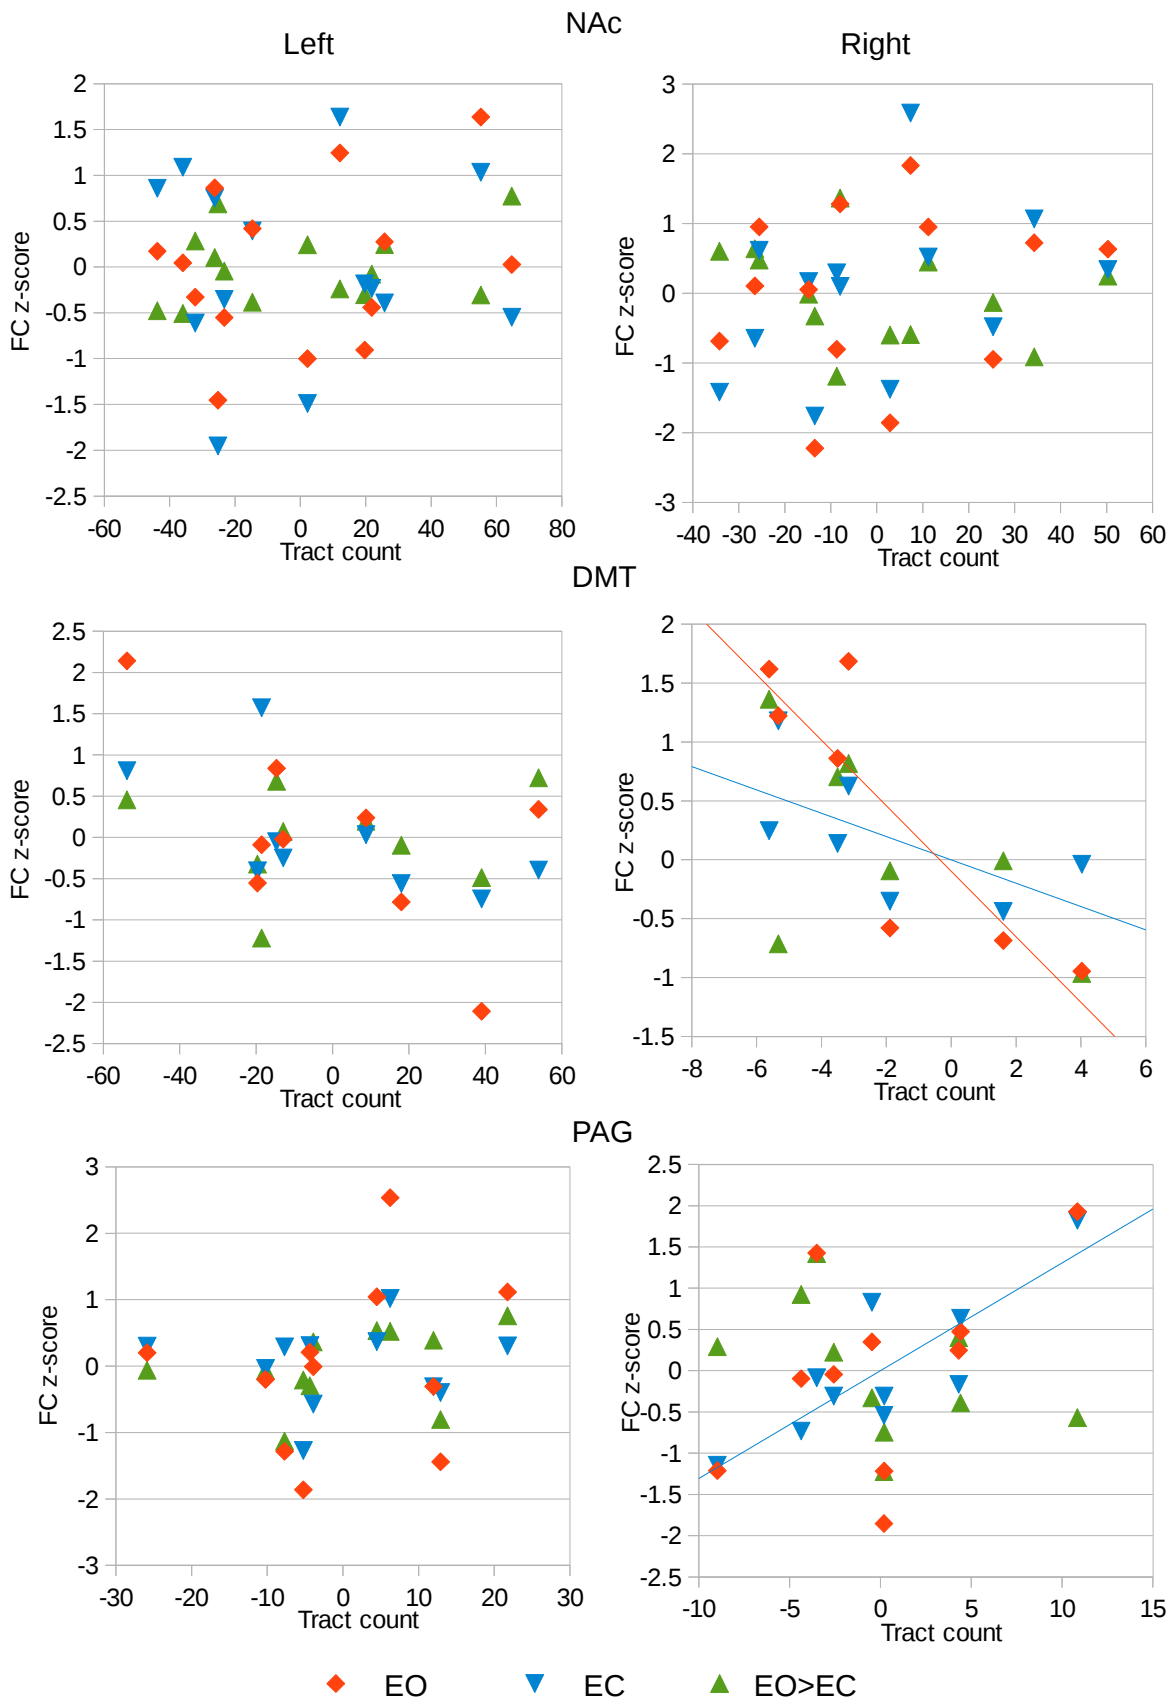 NAc
Left Right
2 3
1.5 2
1 1
0.5 0
0 -1
-0.5 -2
-1 -3
-1.5
-2
-2.5
FC z-score FC z-score
-60 -40 -20 0 20 40 60 80 -40 -30 -20 -10 0 10 20 30 40 50 60
Tract count Tract count
DMT
2.5 2
2 1.5
1.5 1
1 0.5
0.5 0
0 -0.5
-0.5 -1
-1 -1.5
-1.5
-2
-2.5
FC z-score FC z-score
-60 -40 -20 0 20 40 60 -8 -6 -4 -2 0 2 4 6
Tract count Tract count
PAG
3 2.5
2 2
1 1.5
0 1
-1 0.5
-2 0
-3 -0.5
-1
-1.5
-2
-2.5
FC z-score FC z-score
-30 -20 -10 0 10 20 30 -10 -5 0 5 10 15
Tract count Tract count
EO EC EO>EC